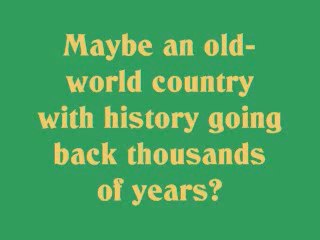 Maybe an old-
world country
with history going
back thousands
of years?